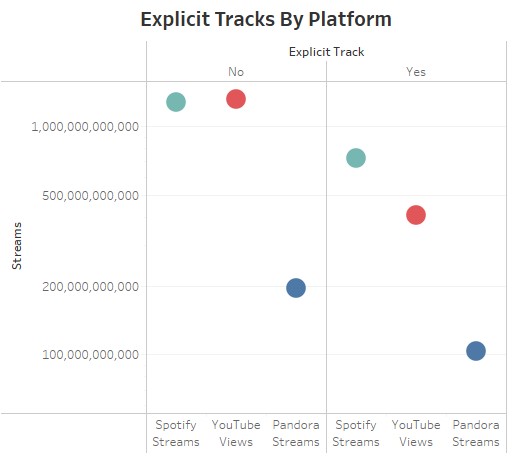 Explicit Tracks By Platform
Explicit Track
No
Yes
Streams
1,000,000,000,000
500,000,000,000
200,000,000,000
100,000,000,000
Spotify Streams
YouTube Views
Pandora Streams
Spotify Streams
YouTube Views
Pandora Streams